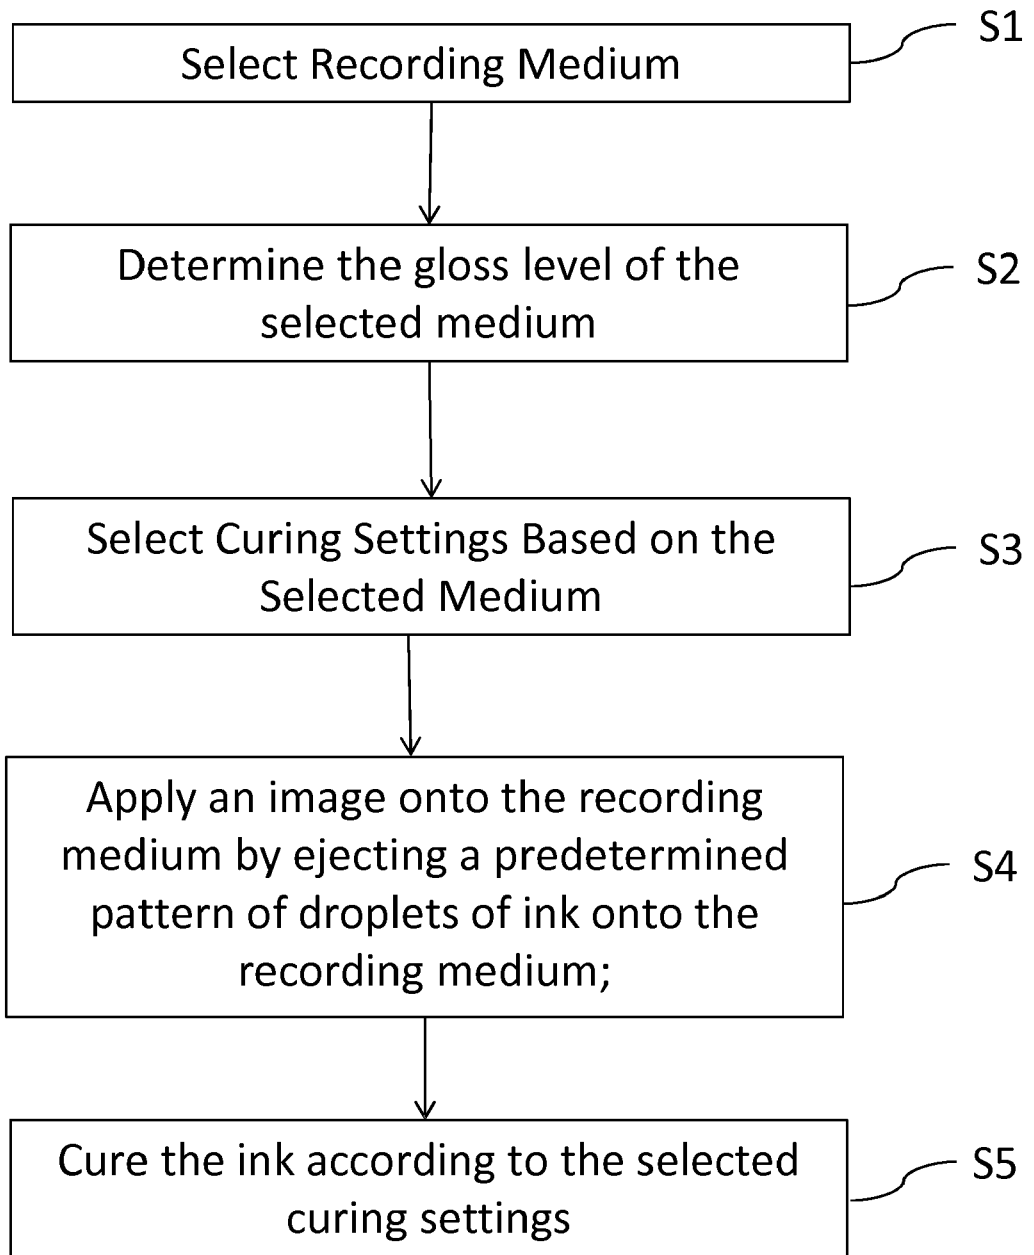 S1
Select Recording Medium
Determine the gloss level of the
selected medium
S2
Select Curing Settings Based on the
Selected Medium
S3
Apply an image onto the recording
medium by ejecting a predetermined
pattern of droplets of ink onto the
recording medium;
S4
Cure the ink according to the selected
curing settings
S5